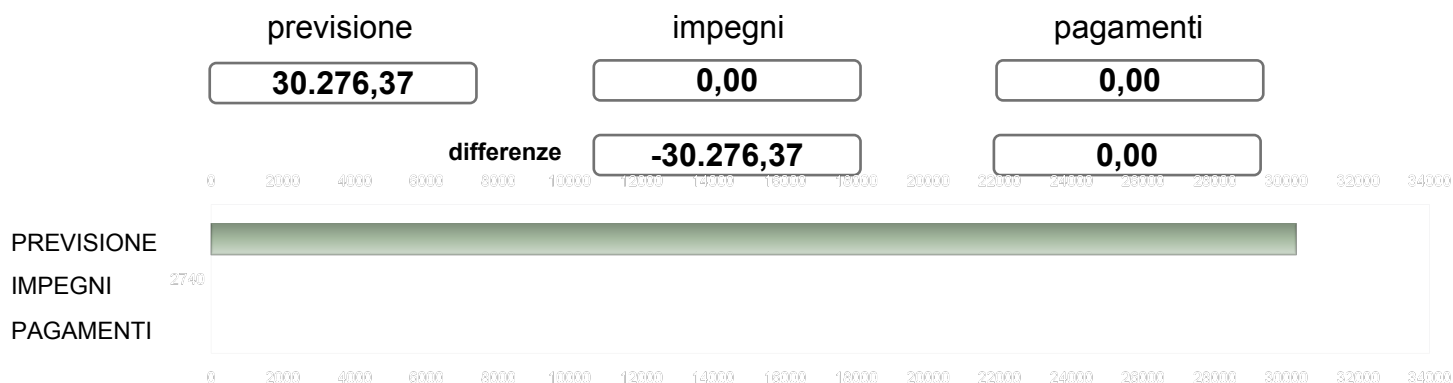 previsione impegni pagamenti
30.276,37 0,00 0,00
differenze -30.276,37 0,00
0 2000 4000 6000 8000 10000 12000 14000 16000 18000 20000 22000 24000 26000 28000 30000 32000 34000
PREVISIONE
2740
IMPEGNI
PAGAMENTI
0 2000 4000 6000 8000 10000 12000 14000 16000 18000 20000 22000 24000 26000 28000 30000 32000 34000